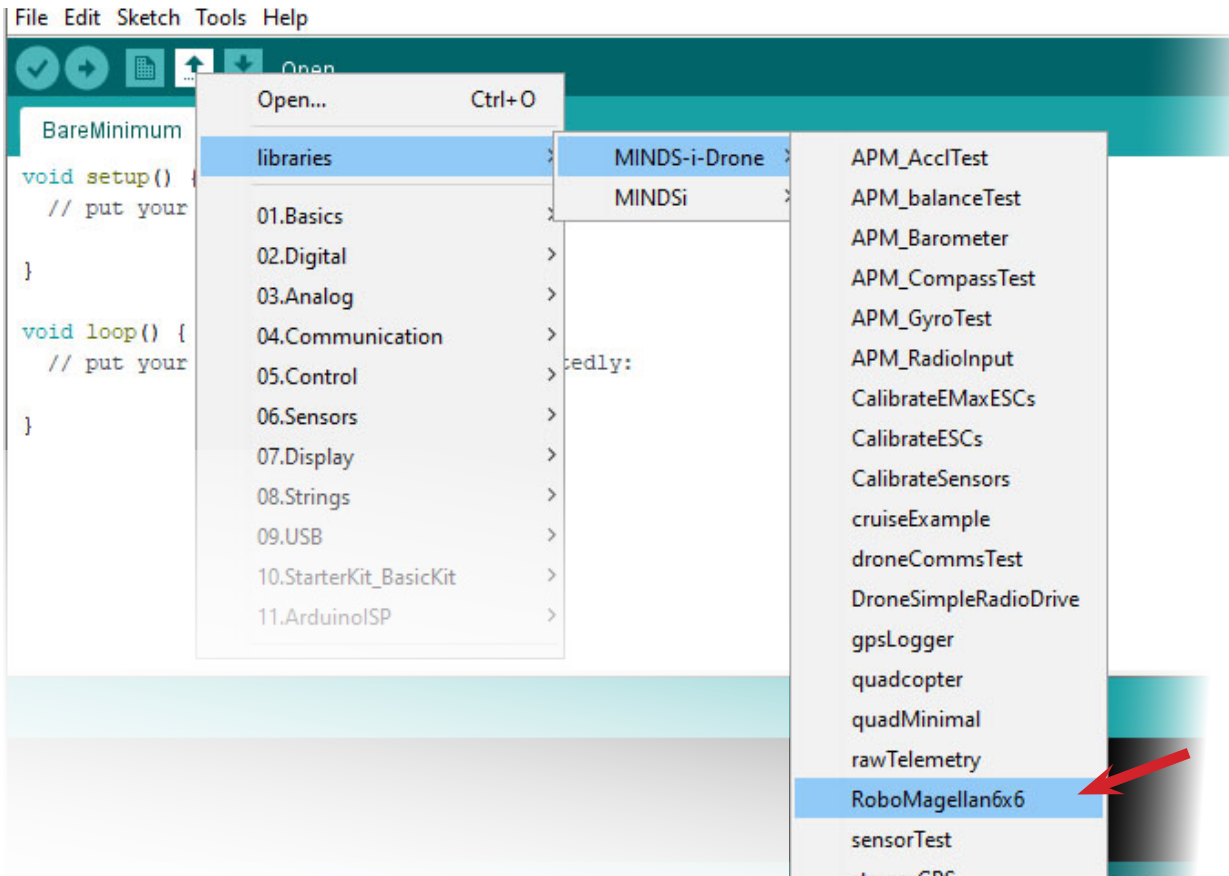 File Edit Sketch Tools Help
Open
BareMinimum
void setup() {
// put your
}
void loop() {
// put your
tedly:
}
Open... Ctrl+O
libraries
01.Basics
02.Digital
03.Analog
04.Communication
05.Control
06.Sensors
07.Display
08.Strings
09.USB
10.StarterKit_BasicKit
11.ArduinoISP
MINDS-i-Drone
MINDSi
APM_AcclTest
APM_balanceTest
APM_Barometer
APM_CompassTest
APM_GyroTest
APM_RadioInput
CalibrateEMaxESCs
CalibrateESCs
CalibrateSensors
cruiseExample
droneCommsTest
DroneSimpleRadioDrive
gpsLogger
quadcopter
quadMinimal
rawTelemetry
RoboMagellan6x6
sensorTest